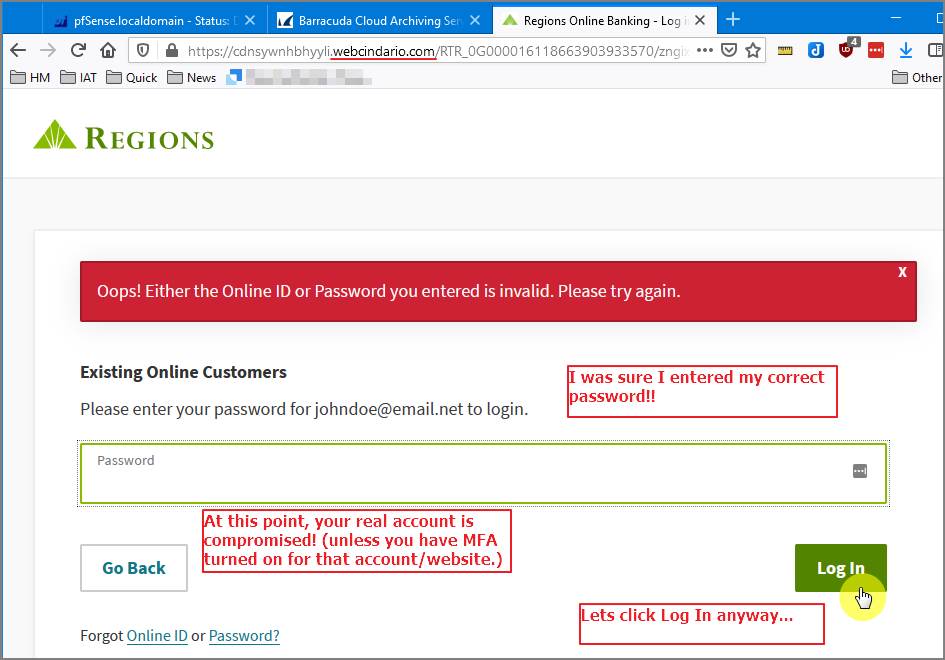 pfSense.localdomain - Status:
Barracuda Cloud Archiving Ser
Regions Online Banking - Log i
https://cdnsywnhbhyyli.webcindario.com/RTR_0G000016118663903933570/zngi
4
HM
IAT
Quick
News
Other
REGIONS
X
Oops! Either the Online ID or Password you entered is invalid. Please try again.
Existing Online Customers
Please enter your password for johndoe@email.net to login.
I was sure I entered my correct
password!!
Password
At this point, your real account is
compromised! (unless you have MFA
turned on for that account/website.)
Go Back
Log In
Lets click Log In anyway...
Forgot Online ID or Password?